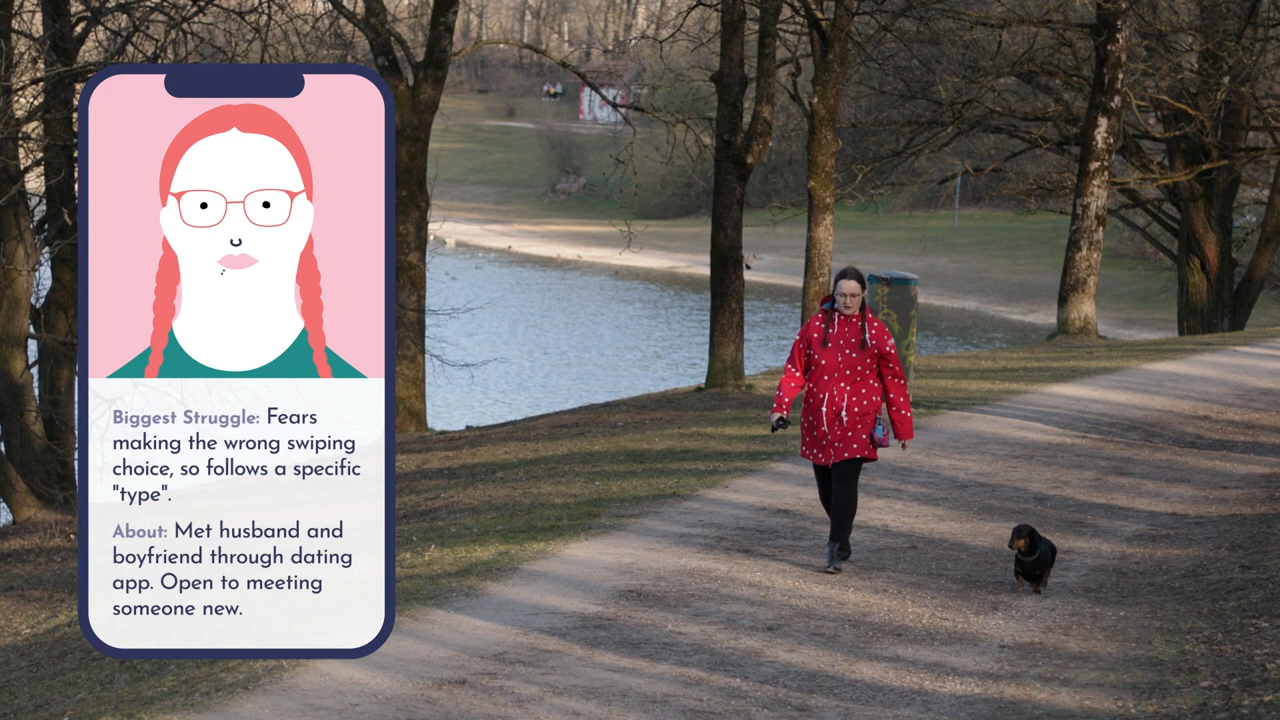 Biggest Struggle: Fears
making the wrong swiping
choice, so follows a specific
"type".
About: Met husband and
boyfriend through dating
app. Open to meeting
someone new.